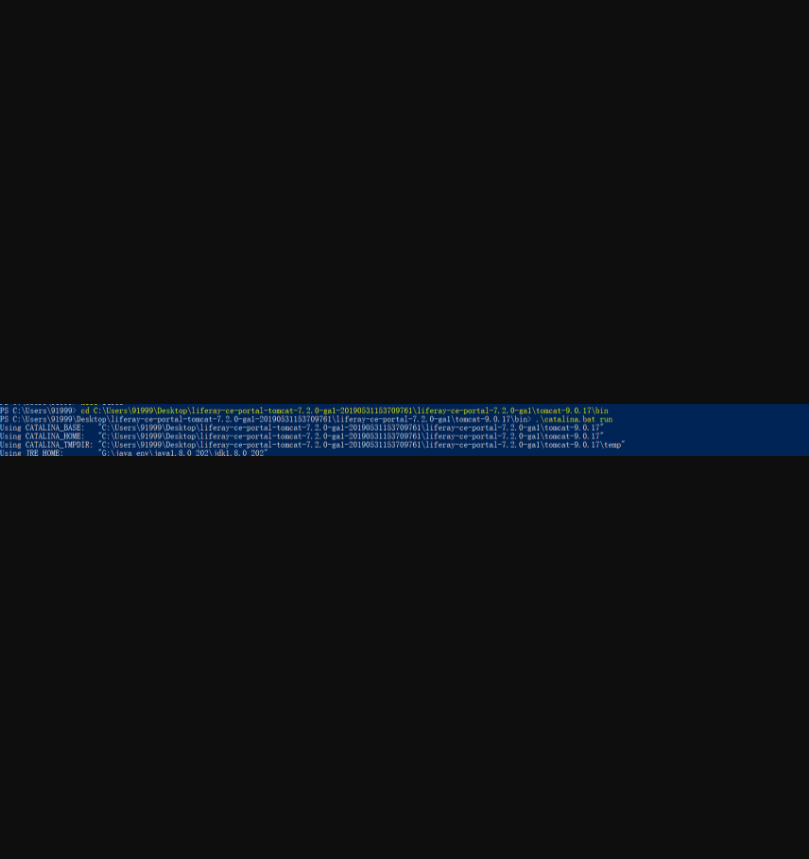 PS C:\Users\91999> cd C:\Users\91999\Desktop\liferay-ce-portal-tomcat-7.2.0-ga1-20190531153709761\liferay-ce-portal-7.2.0-ga1\tomcat-9.0.17\bin
PS C:\Users\91999\Desktop\liferay-ce-portal-tomcat-7.2.0-ga1-20190531153709761\liferay-ce-portal-7.2.0-ga1\tomcat-9.0.17\bin> .\catalina.bat run
Using CATALINA_BASE: "C:\Users\91999\Desktop\liferay-ce-portal-tomcat-7.2.0-ga1-20190531153709761\liferay-ce-portal-7.2.0-ga1\tomcat-9.0.17"
Using CATALINA_HOME: "C:\Users\91999\Desktop\liferay-ce-portal-tomcat-7.2.0-ga1-20190531153709761\liferay-ce-portal-7.2.0-ga1\tomcat-9.0.17"
Using CATALINA_TMPDIR: "C:\Users\91999\Desktop\liferay-ce-portal-tomcat-7.2.0-ga1-20190531153709761\liferay-ce-portal-7.2.0-ga1\tomcat-9.0.17\temp"
Using JRE_HOME: "G:\java_env\java1.8.0_202\jdk1.8.0_202"